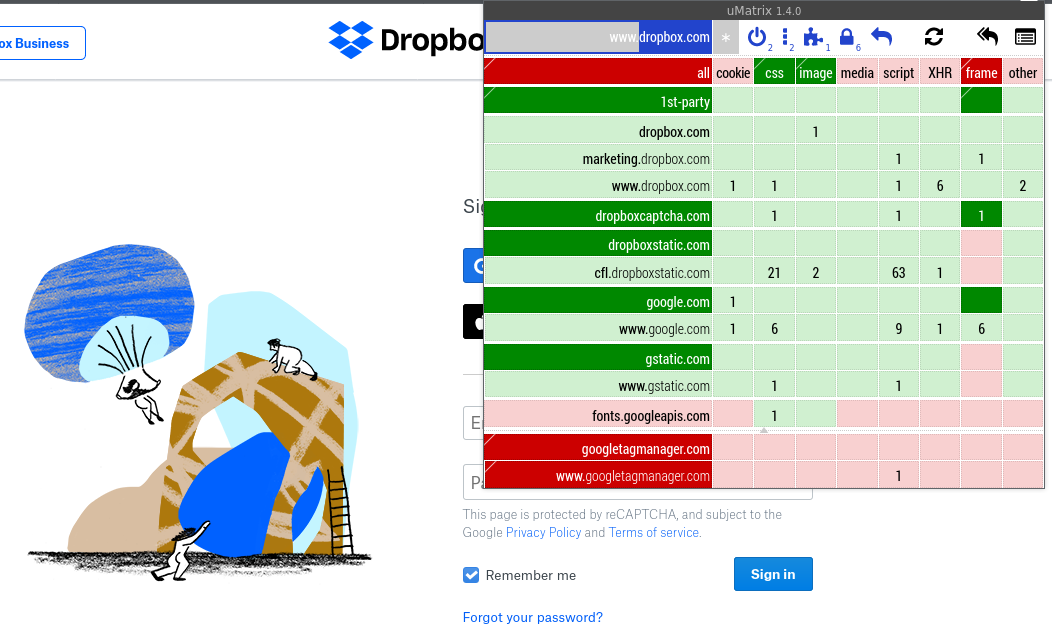 uMatrix 1.4.0
ox Business
Dropbo
www.dropbox.com * 2 2 1 6
all cookie css image media script XHR frame other
1st-party
dropbox.com 1
marketing.dropbox.com 1 1
www.dropbox.com 1 1 1 6 2
Sig
dropboxcaptcha.com 1 1 1
dropboxstatic.com
cfl.dropboxstatic.com 21 2 63 1
google.com 1
www.google.com 1 6 9 1 6
gstatic.com
www.gstatic.com 1 1
fonts.googleapis.com 1
googletagmanager.com
www.googletagmanager.com 1
This page is protected by reCAPTCHA, and subject to the
Google Privacy Policy and Terms of service.
Remember me
Sign in
Forgot your password?